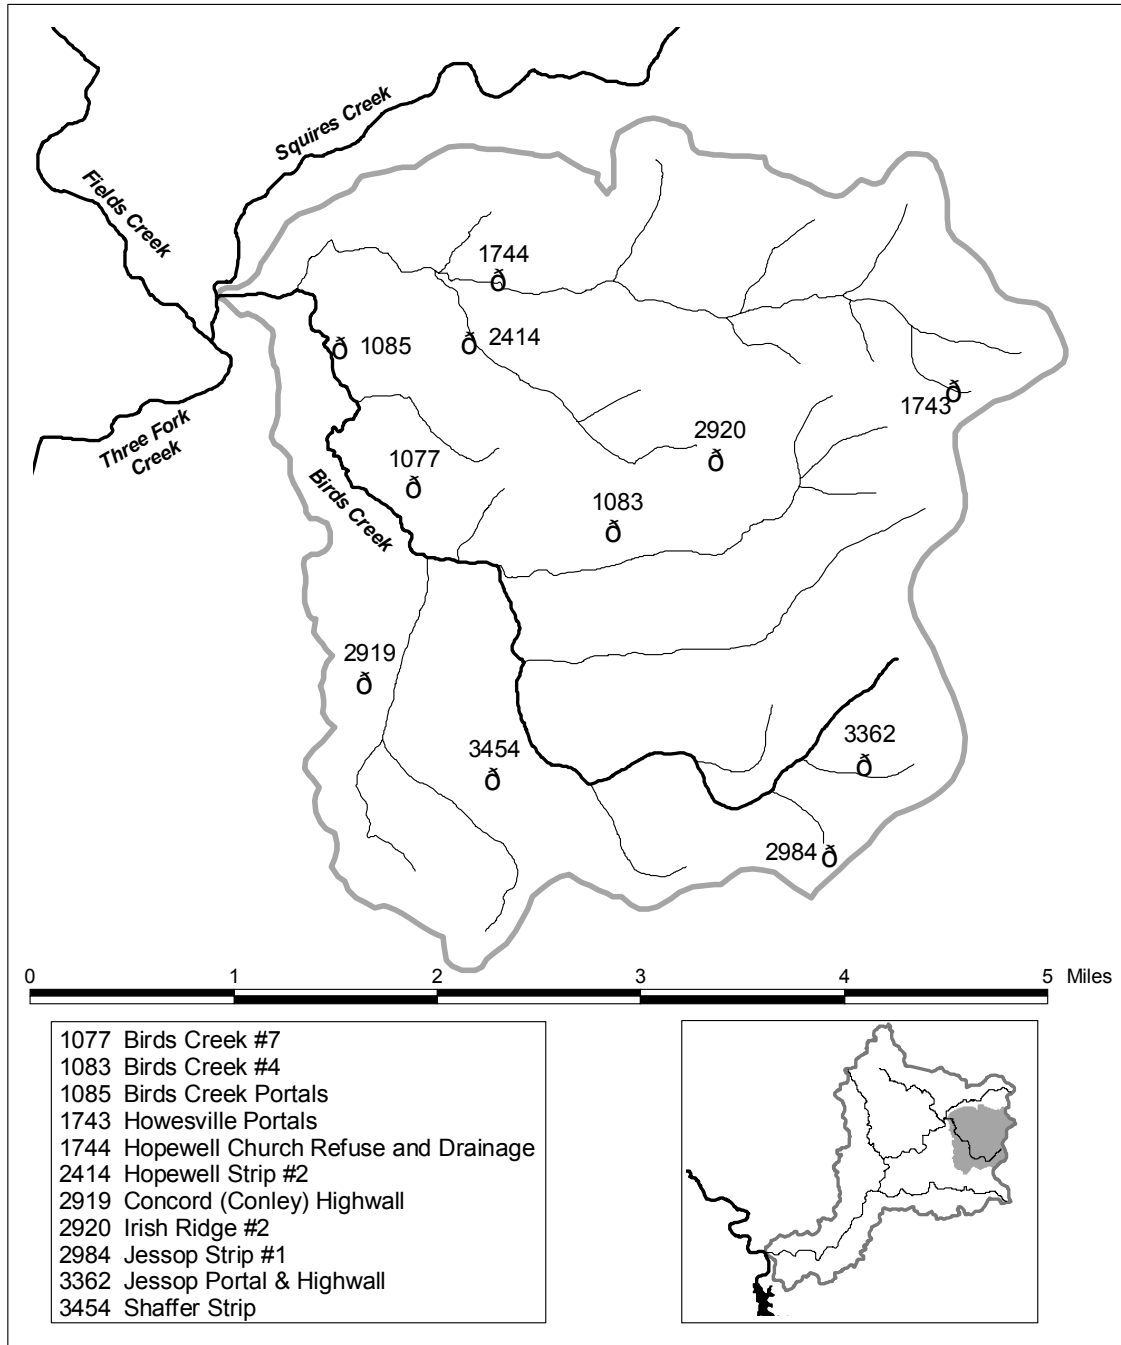 Squires Creek
Fields Creek
1744
ð
1085
ð
2414
ð
1743
ð
Three Fork
Creek
2920
ð
1077
ð
Birds Creek
1083
ð
2919
ð
3454
ð
3362
ð
2984 ð
0 1 2 3 4 5 Miles
1077 Birds Creek #7
1083 Birds Creek #4
1085 Birds Creek Portals
1743 Howesville Portals
1744 Hopewell Church Refuse and Drainage
2414 Hopewell Strip #2
2919 Concord (Conley) Highwall
2920 Irish Ridge #2
2984 Jessop Strip #1
3362 Jessop Portal & Highwall
3454 Shaffer Strip